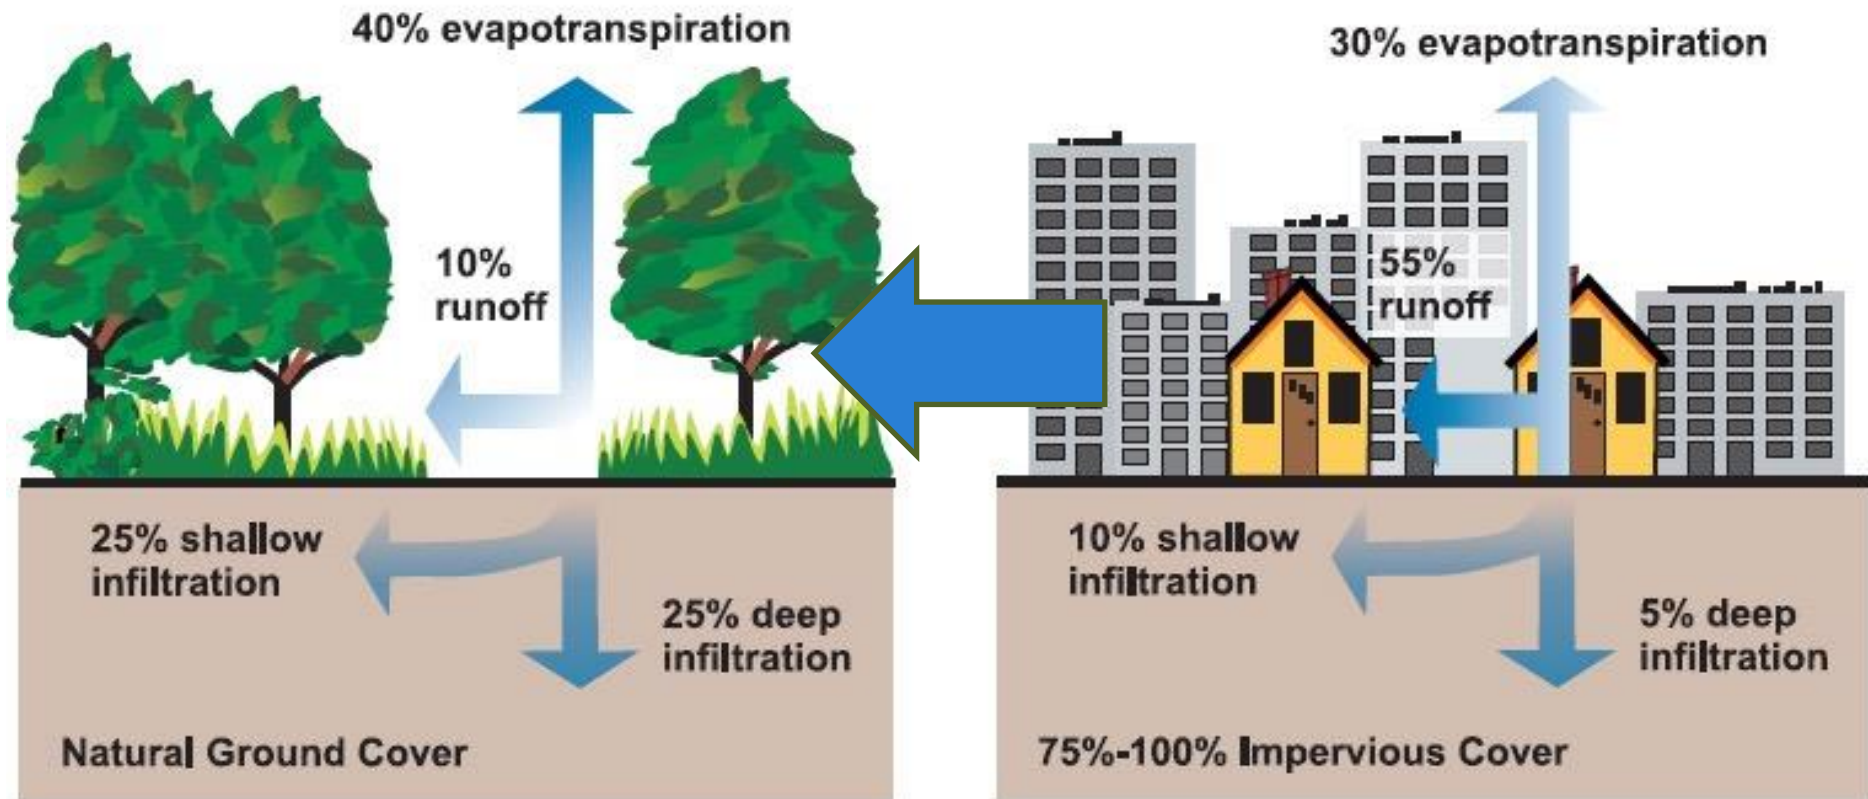 40% evapotranspiration
10%
runoff
25% shallow
infiltration
25% deep
infiltration
Natural Ground Cover
30% evapotranspiration
55%
runoff
10% shallow
infiltration
5% deep
infiltration
75%-100% Impervious Cover